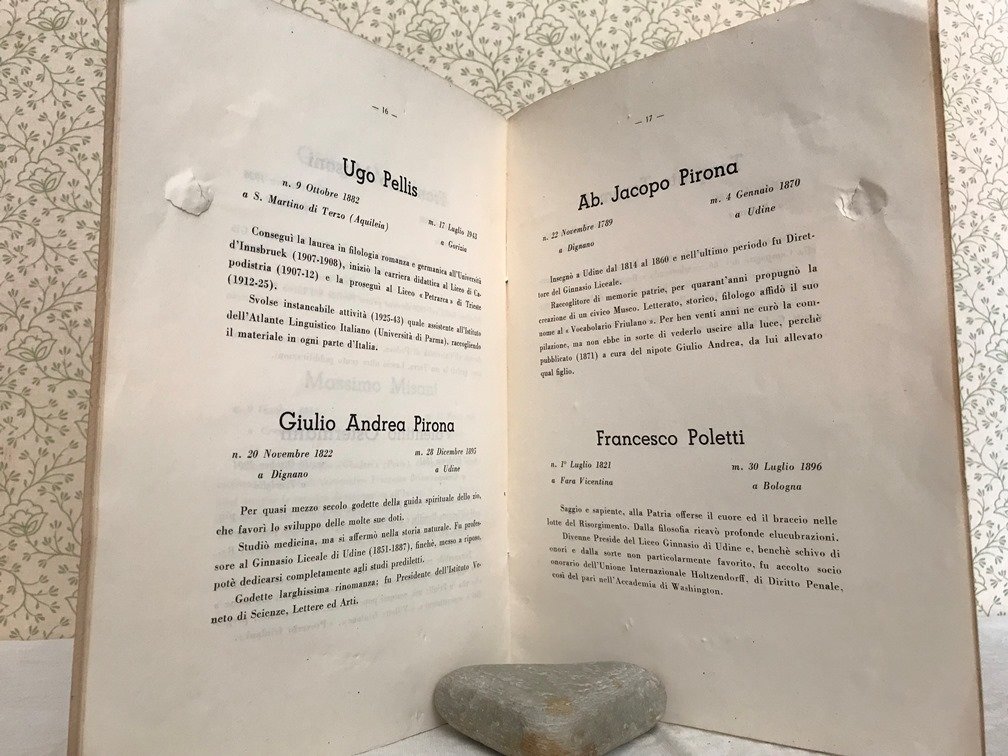 — 16 —
Ugo Pellis
n. 9 Ottobre 1882
a S. Martino di Terzo (Aquileia)
m. 17 Luglio 1943
a Gorizia
Conseguì la laurea in filologia romanza e germanica all'Università
d'Innsbruck (1907-1908), iniziò la carriera didattica al Liceo di Ca-
podistria (1907-12) e la proseguì al Liceo « Petrarca » di Trieste
(1912-25).
Svolse instancabile attività (1925-43) quale assistente all'Istituto
dell'Atlante Linguistico Italiano (Università di Parma), raccogliendo
il materiale in ogni parte d'Italia.
Giulio Andrea Pirona
n. 20 Novembre 1822
a Dignano
m. 28 Dicembre 1895
a Udine
Per quasi mezzo secolo godette della guida spirituale dello zio,
che favorì lo sviluppo delle molte sue doti.
Studiò medicina, ma si affermò nella storia naturale. Fu profes-
sore al Ginnasio Liceale di Udine (1851-1887), finchè, messo a riposo,
potè dedicarsi completamente agli studi prediletti.
Godette larghissima rinomanza; fu Presidente dell'Istituto Ve-
neto di Scienze, Lettere ed Arti.
— 17 —
Ab. Jacopo Pirona
n. 22 Novembre 1789
a Dignano
m. 4 Gennaio 1870
a Udine
Insegnò a Udine dal 1814 al 1860 e nell'ultimo periodo fu Diret-
tore del Ginnasio Liceale.
Raccoglitore di memorie patrie, per quarant'anni propugnò la
creazione di un civico Museo. Letterato, storico, filologo affidò il suo
nome al « Vocabolario Friulano ». Per ben venti anni ne curò la com-
pilazione, ma non ebbe in sorte di vederlo uscire alla luce, perchè
pubblicato (1871) a cura del nipote Giulio Andrea, da lui allevato
qual figlio.
Francesco Poletti
n. 1° Luglio 1821
a Fara Vicentina
m. 30 Luglio 1896
a Bologna
Saggio e sapiente, alla Patria offerse il cuore ed il braccio nelle
lotte del Risorgimento. Dalla filosofia ricavò profonde elucubrazioni.
Divenne Preside del Liceo Ginnasio di Udine e, benchè schivo di
onori e dalla sorte non particolarmente favorito, fu accolto socio
onorario dell'Unione Internazionale Holtzendorff, di Diritto Penale,
così del pari nell'Accademia di Washington.